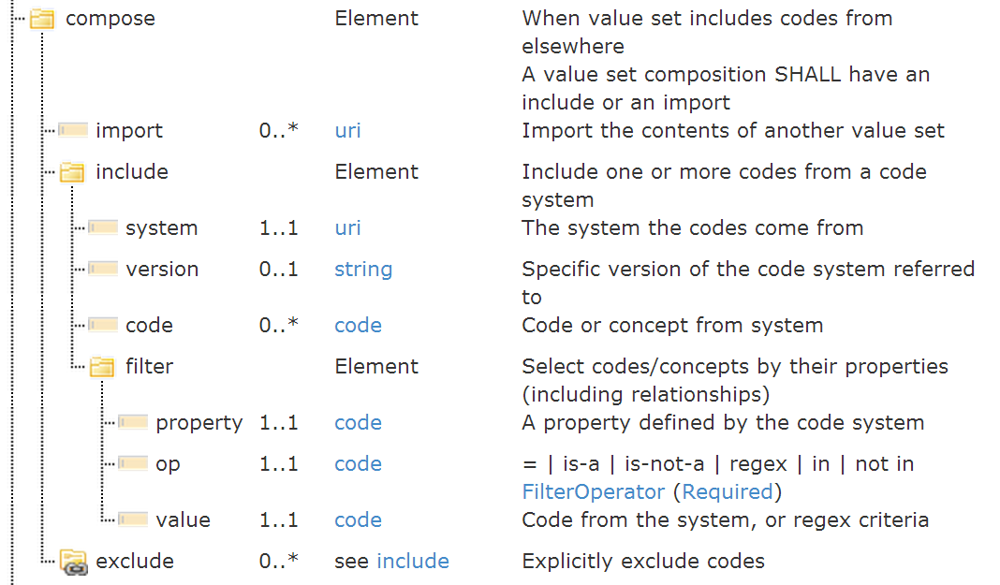 compose Element When value set includes codes from
elsewhere
A value set composition SHALL have an
include or an import
import 0..* uri Import the contents of another value set
include Element Include one or more codes from a code
system
system 1..1 uri The system the codes come from
version 0..1 string Specific version of the code system referred
to
code 0..* code Code or concept from system
filter Element Select codes/concepts by their properties
(including relationships)
property 1..1 code A property defined by the code system
op 1..1 code = | is-a | is-not-a | regex | in | not in
FilterOperator (Required)
value 1..1 code Code from the system, or regex criteria
exclude 0..* see include Explicitly exclude codes